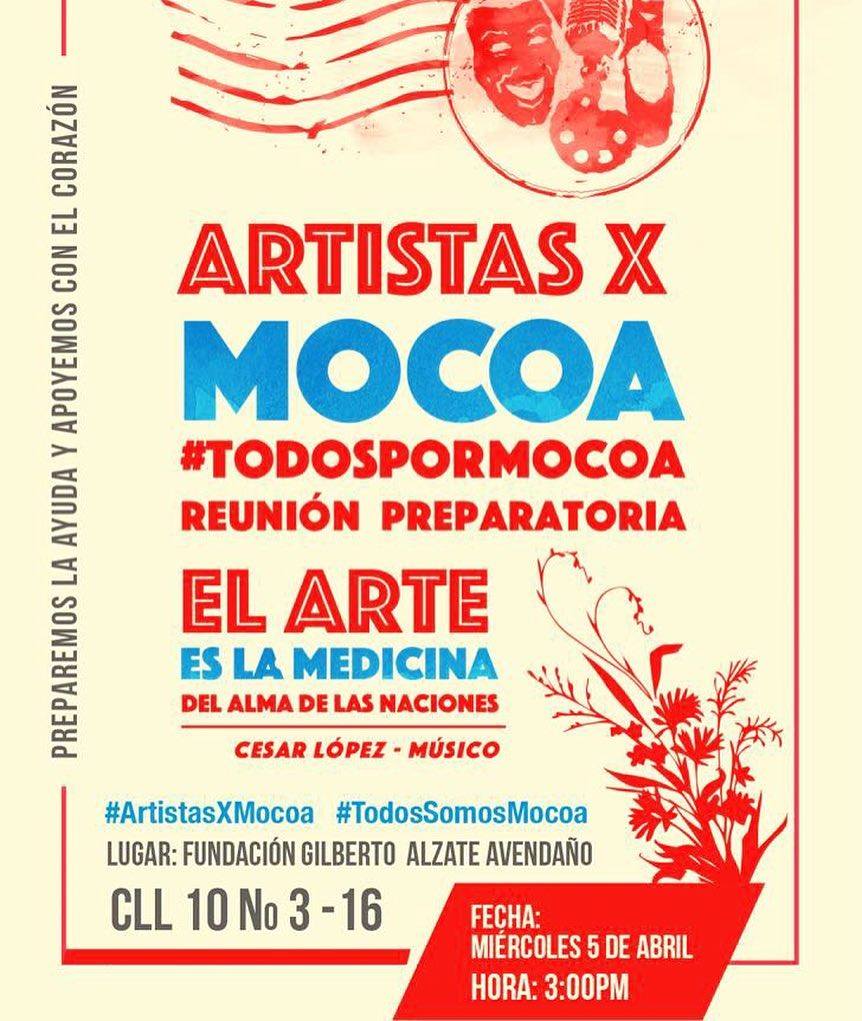 PREPAREMOS LA AYUDA Y APOYEMOS CON EL CORAZÓN
ARTISTAS X
MOCOA
#TODOSPORMOCOA
REUNIÓN PREPARATORIA
EL ARTE
ES LA MEDICINA
DEL ALMA DE LAS NACIONES
CESAR LÓPEZ - MÚSICO
#ArtistasXMocoa #TodosSomosMocoa
LUGAR: FUNDACIÓN GILBERTO ALZATE AVENDAÑO
CLL 10 No 3 - 16
FECHA:
MIÉRCOLES 5 DE ABRIL
HORA: 3:00PM